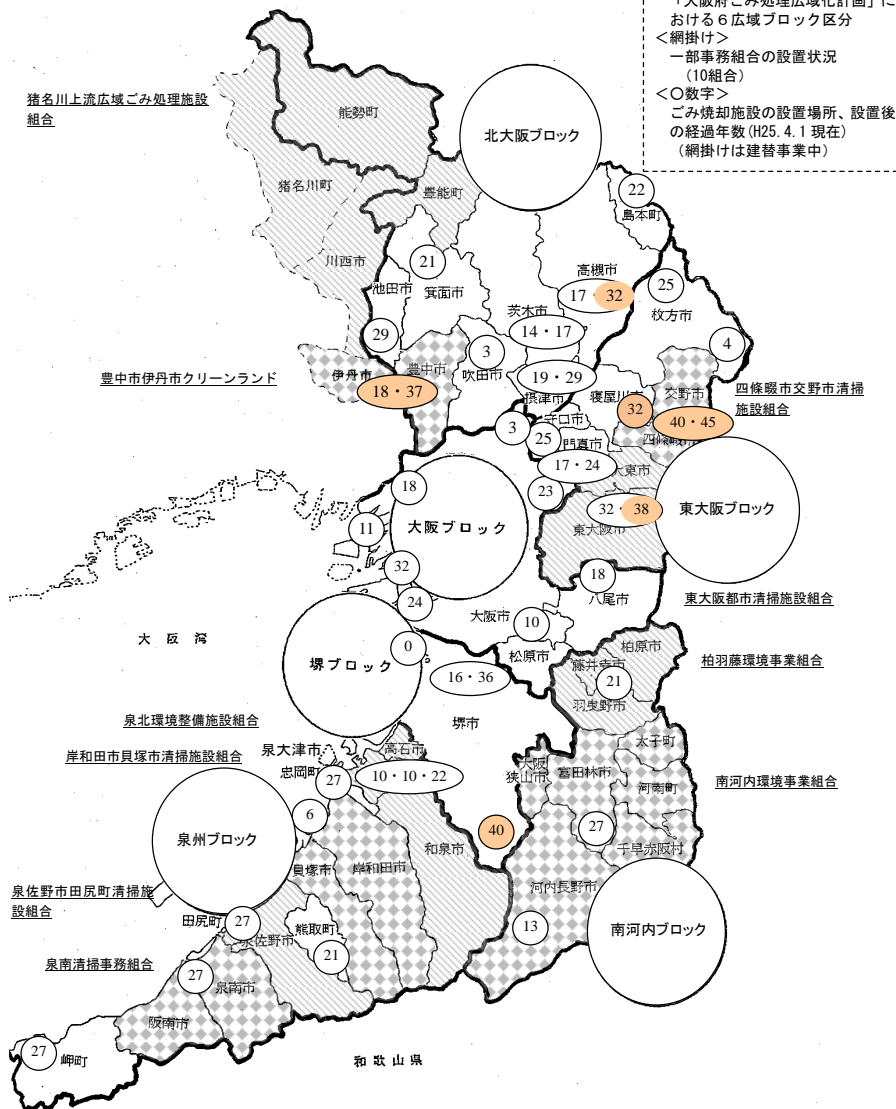 「大阪府ごみ処理広域化計画」に
おける6広域ブロック区分
<網掛け>
一部事務組合の設置状況
(10組合)
<○数字>
ごみ焼却施設の設置場所、設置後
の経過年数(H25.4.1現在)
(網掛けは建替事業中)
猪名川上流広域ごみ処理施設
組合
能勢町
北大阪ブロック
猪名川町
豊能町
22
島本町
川西市
21
池田市
箕面市
高槻市
17・32
25
枚方市
茨木市
14・17
29
3
吹田市
4
豊中市伊丹市クリーンランド
伊丹市
豊中市
18・37
19・29
摂津市
寝屋川市
32
交野市
四條畷市交野市清掃
施設組合
40・45
四條畷市
3
守口市
25
門真市
17・24
大東市
18
23
大阪ブロック
11
32・38
東大阪市
東大阪ブロック
32
18
八尾市
東大阪都市清掃施設組合
24
大阪市
10
大阪湾
0
堺ブロック
松原市
柏原市
藤井寺市
21
羽曳野市
柏羽藤環境事業組合
16・36
堺市
泉北環境整備施設組合
泉大津市
高石市
岸和田市貝塚市清掃施設組合
忠岡町
27
10・10・22
太子町
大阪
狭山市
富田林市
河南町
南河内環境事業組合
6
泉州ブロック
40
27
千早赤阪村
和泉市
貝塚市
岸和田市
河内長野市
泉佐野市田尻町清掃施
設組合
南河内ブロック
田尻町
27
熊取町
13
泉佐野市
21
泉南清掃事務組合
27
泉南市
阪南市
27
岬町
和歌山県